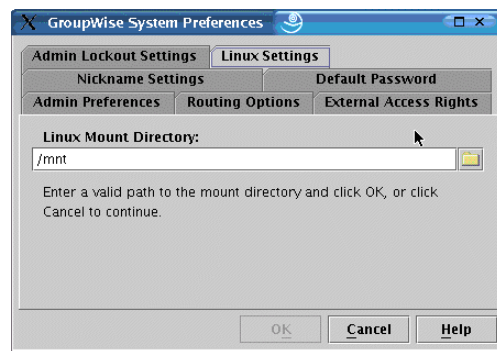 GroupWise System Preferences
Admin Lockout Settings Linux Settings
Nickname Settings Default Password
Admin Preferences Routing Options External Access Rights
Linux Mount Directory:
/mnt
Enter a valid path to the mount directory and click OK, or click
Cancel to continue.
OK Cancel Help